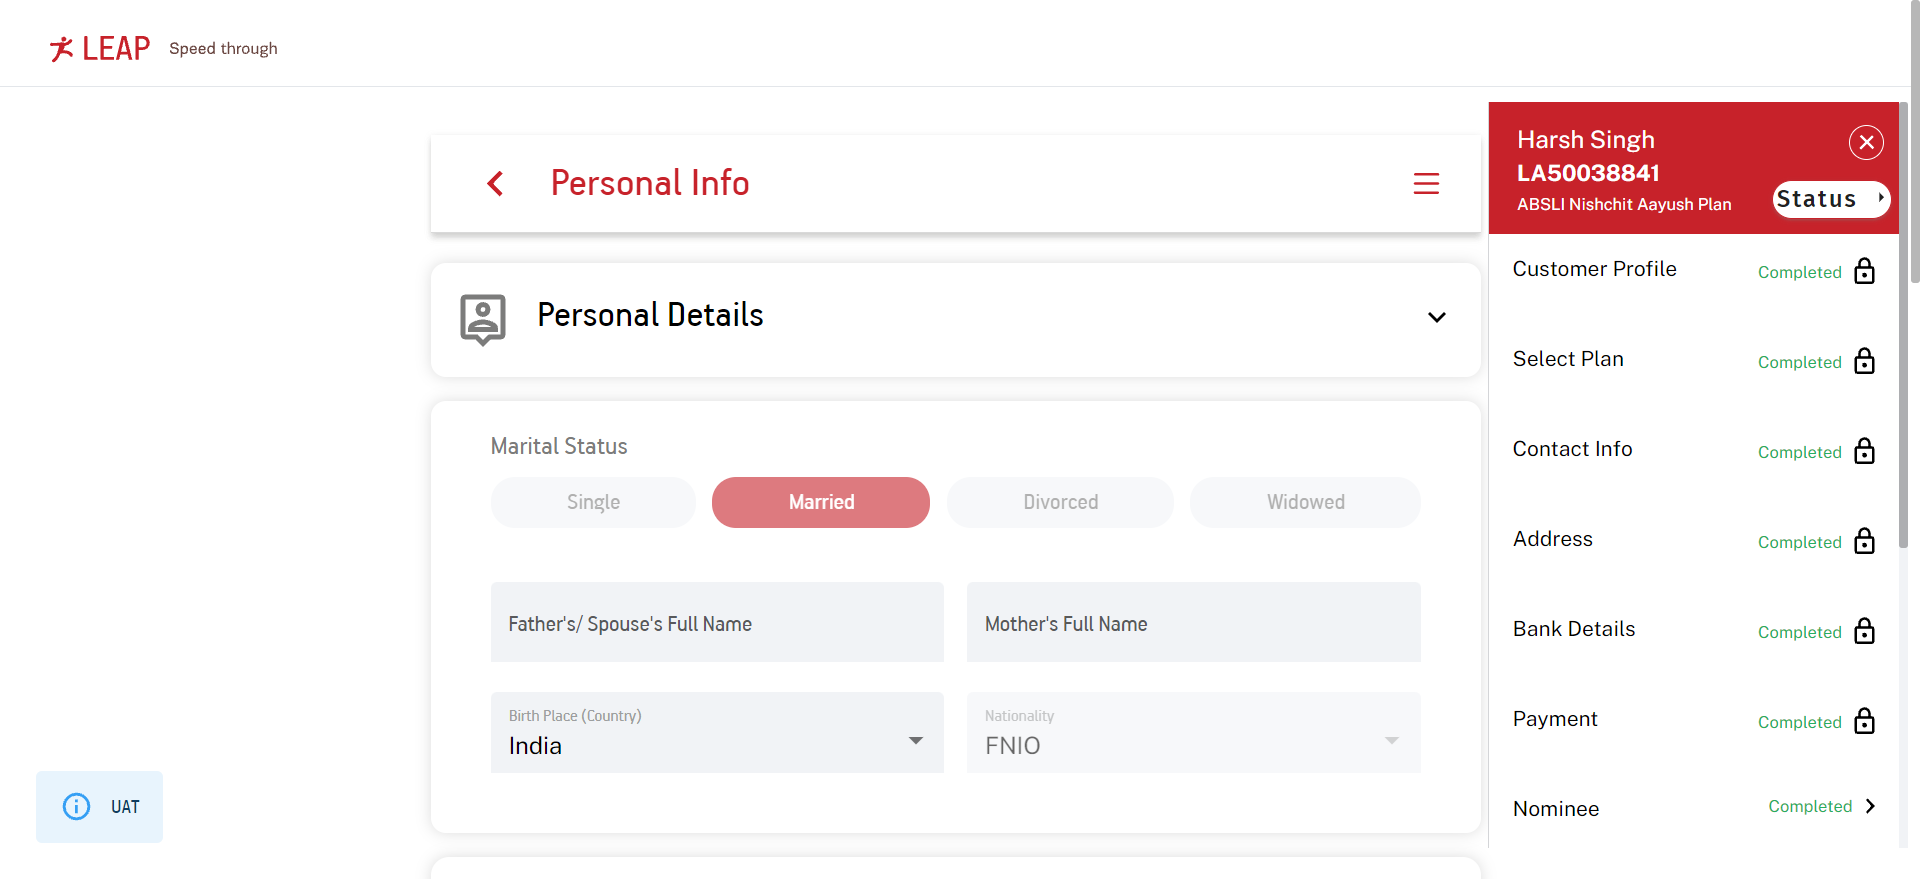 LEAP Speed through
Personal Info
Personal Details
Marital Status
Single Married Divorced Widowed
Father's/ Spouse's Full Name Mother's Full Name
Birth Place (Country) Nationality
India FNIO
UAT
Harsh Singh
LA50038841
ABSLI Nishchit Aayush Plan
Status
Customer Profile Completed
Select Plan Completed
Contact Info Completed
Address Completed
Bank Details Completed
Payment Completed
Nominee Completed